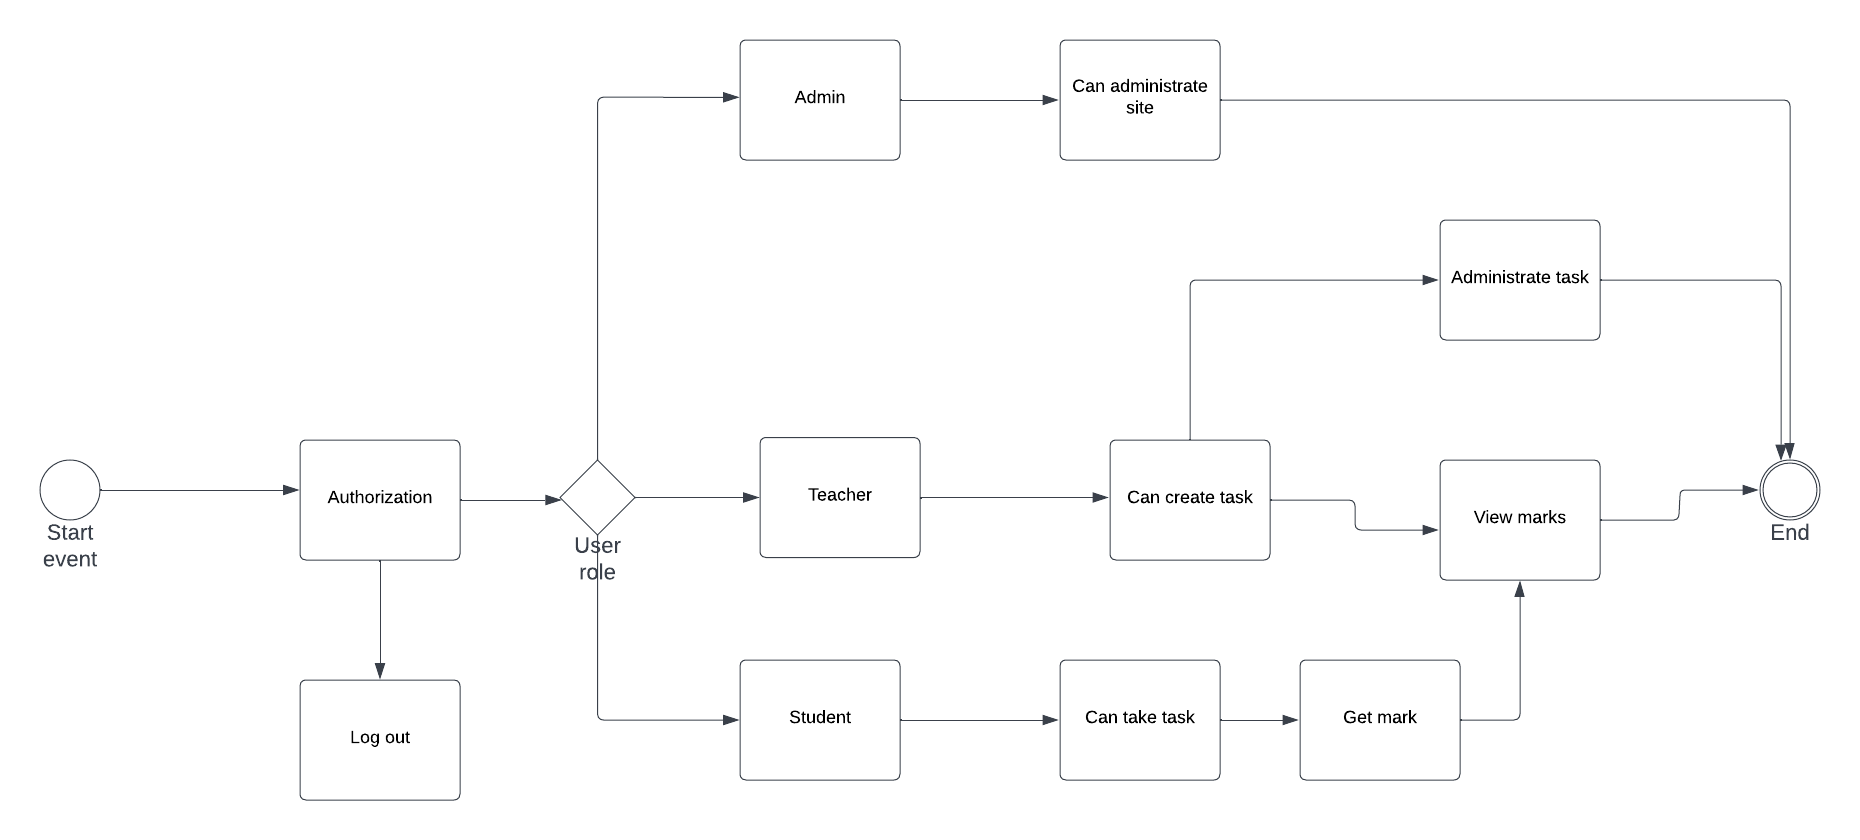 Admin
Can administrate
site
Administrate task
Start
event
Authorization
User
role
Teacher
Can create task
View marks
End
Log out
Student
Can take task
Get mark